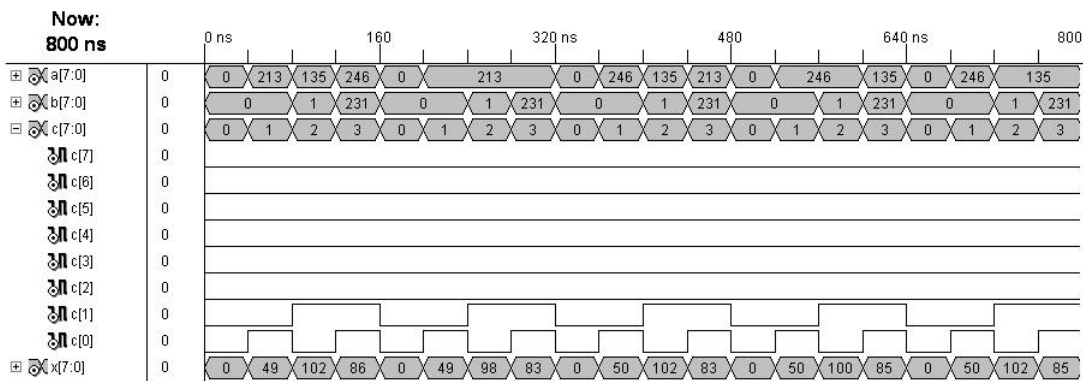 Now:
800 ns
0 ns 160 320 ns 480 640 ns 800
a[7:0] 0 0 213 135 246 0 213 0 246 135 213 0 246 135 0 246 135
b[7:0] 0 0 1 231 0 1 231 0 1 231 0 1 231 0 1 231
c[7:0] 0 0 1 2 3 0 1 2 3 0 1 2 3 0 1 2 3 0 1 2 3
c[7] 0
c[6] 0
c[5] 0
c[4] 0
c[3] 0
c[2] 0
c[1] 0
c[0] 0
x[7:0] 0 0 49 102 86 0 49 98 83 0 50 102 83 0 50 100 85 0 50 102 85